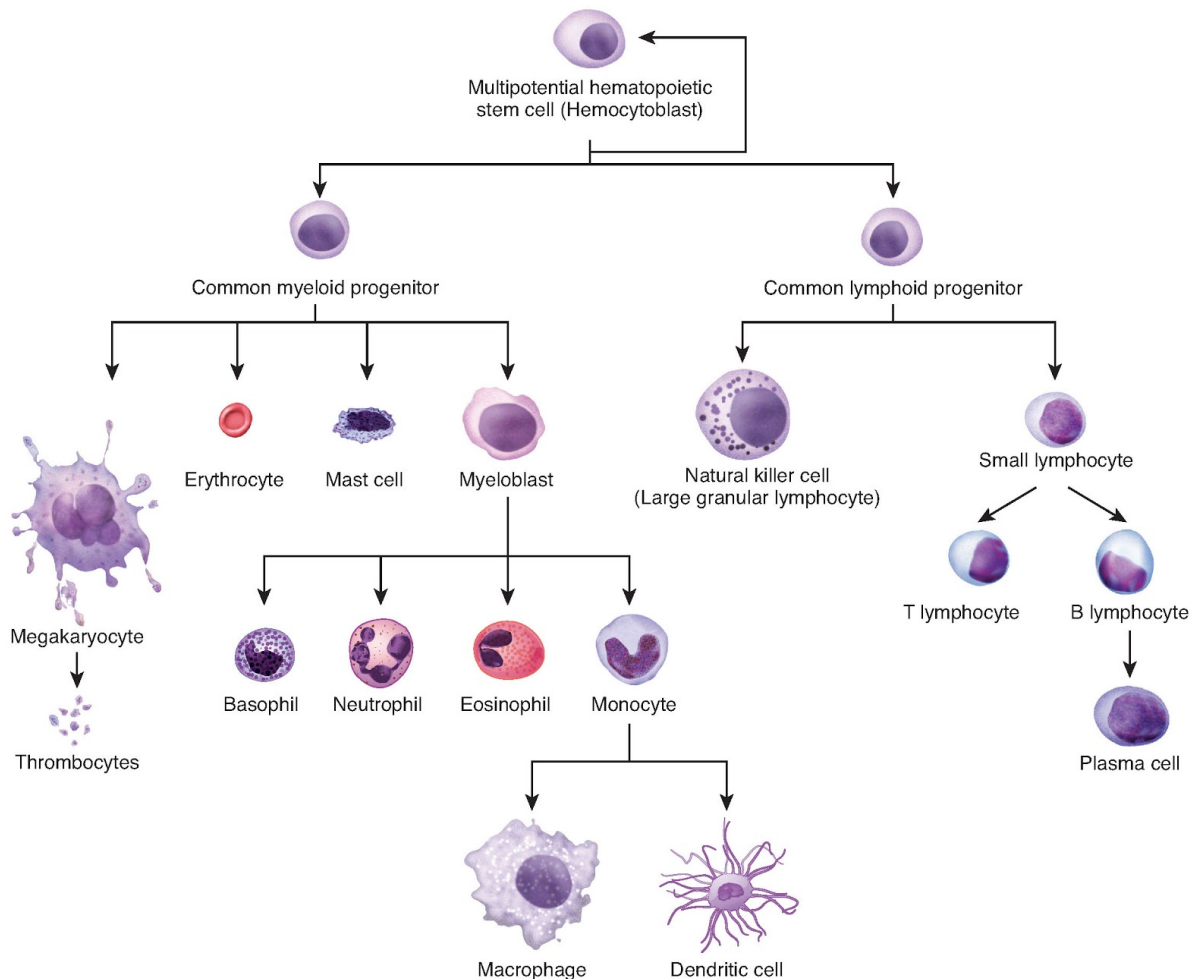 Multipotential hematopoietic
stem cell (Hemocytoblast)
Common myeloid progenitor
Common lymphoid progenitor
Erythrocyte
Mast cell
Myeloblast
Natural killer cell
(Large granular lymphocyte)
Small lymphocyte
Megakaryocyte
T lymphocyte
B lymphocyte
Basophil
Neutrophil
Eosinophil
Monocyte
Thrombocytes
Plasma cell
Macrophage
Dendritic cell